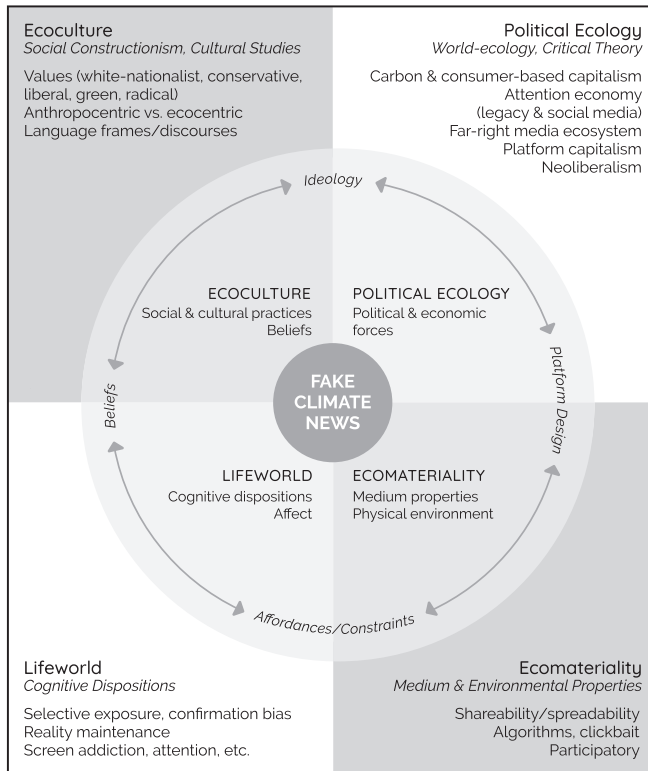 Ecoculture
Social Constructionism, Cultural Studies
Values (white-nationalist, conservative,
liberal, green, radical)
Anthropocentric vs. ecocentric
Language frames/discourses
Political Ecology
World-ecology, Critical Theory
Carbon & consumer-based capitalism
Attention economy
(legacy & social media)
Far-right media ecosystem
Platform capitalism
Neoliberalism
Ideology
ECOCULTURE
Social & cultural practices
Beliefs
POLITICAL ECOLOGY
Political & economic
forces
Beliefs
FAKE
CLIMATE
NEWS
Platform Design
LIFEWORLD
Cognitive dispositions
Affect
ECOMATERIALITY
Medium properties
Physical environment
Affordances/Constraints
Lifeworld
Cognitive Dispositions
Selective exposure, confirmation bias
Reality maintenance
Screen addiction, attention, etc.
Ecomateriality
Medium & Environmental Properties
Shareability/spreadability
Algorithms, clickbait
Participatory